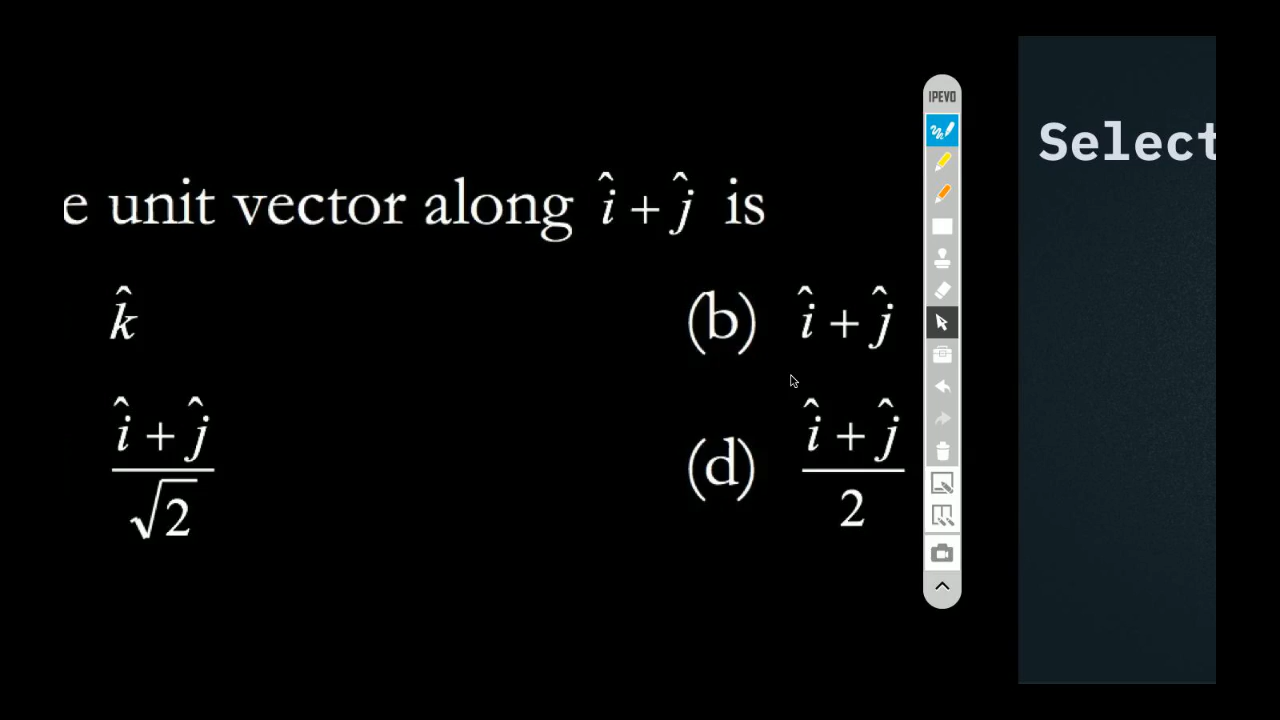 e unit vector along î + ĵ is
k̂
(b) î + ĵ
î + ĵ
√2
(d) î + ĵ
2
IPEVO
Select